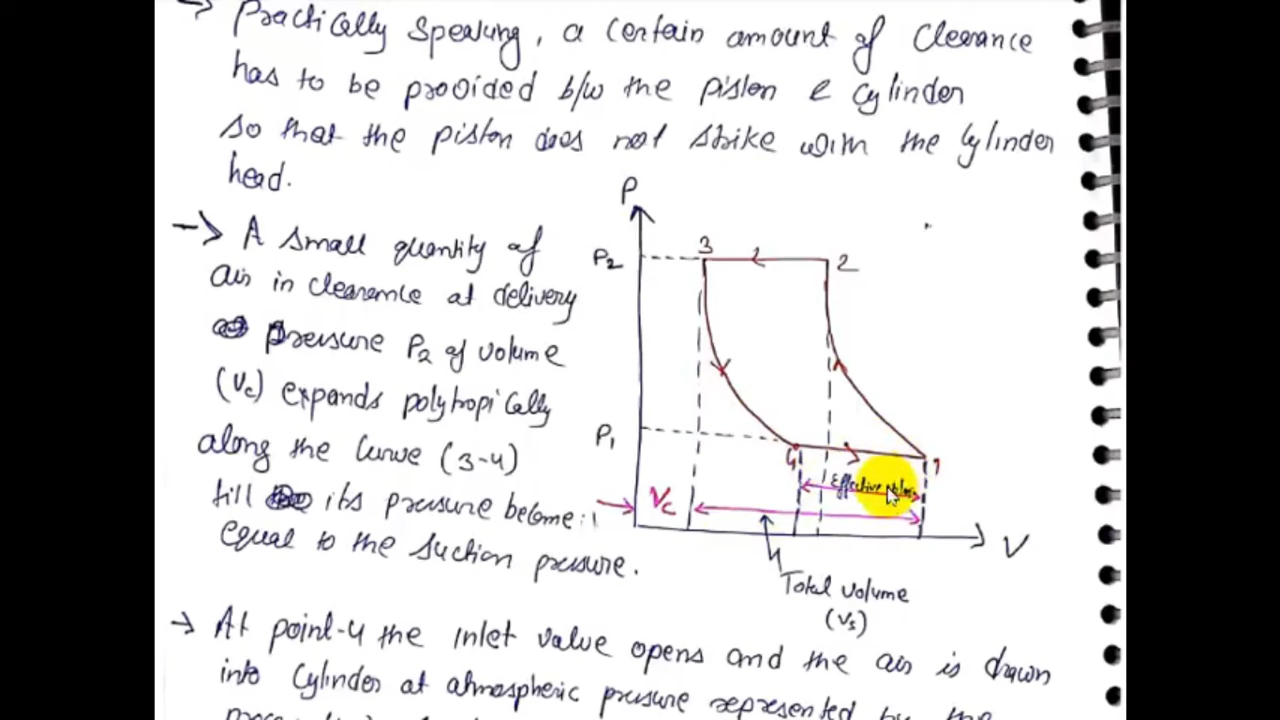 → Practically Speaking, a certain amount of Clearance
has to be provided b/w the piston & Cylinder
so that the piston does not strike with the Cylinder
head.
→ A small quantity of
air in clearance at delivery
pressure P2 of volume
(Vc) expands polytropically
along the Curve (3-4)
till its pressure become
equal to the Suction pressure.
P
P2
3
2
P1
4
1
Effective
Vc
V
Total volume
(Vs)
→ At point-4 the inlet valve opens and the air is drawn
into Cylinder at atmospheric pressure represented by the